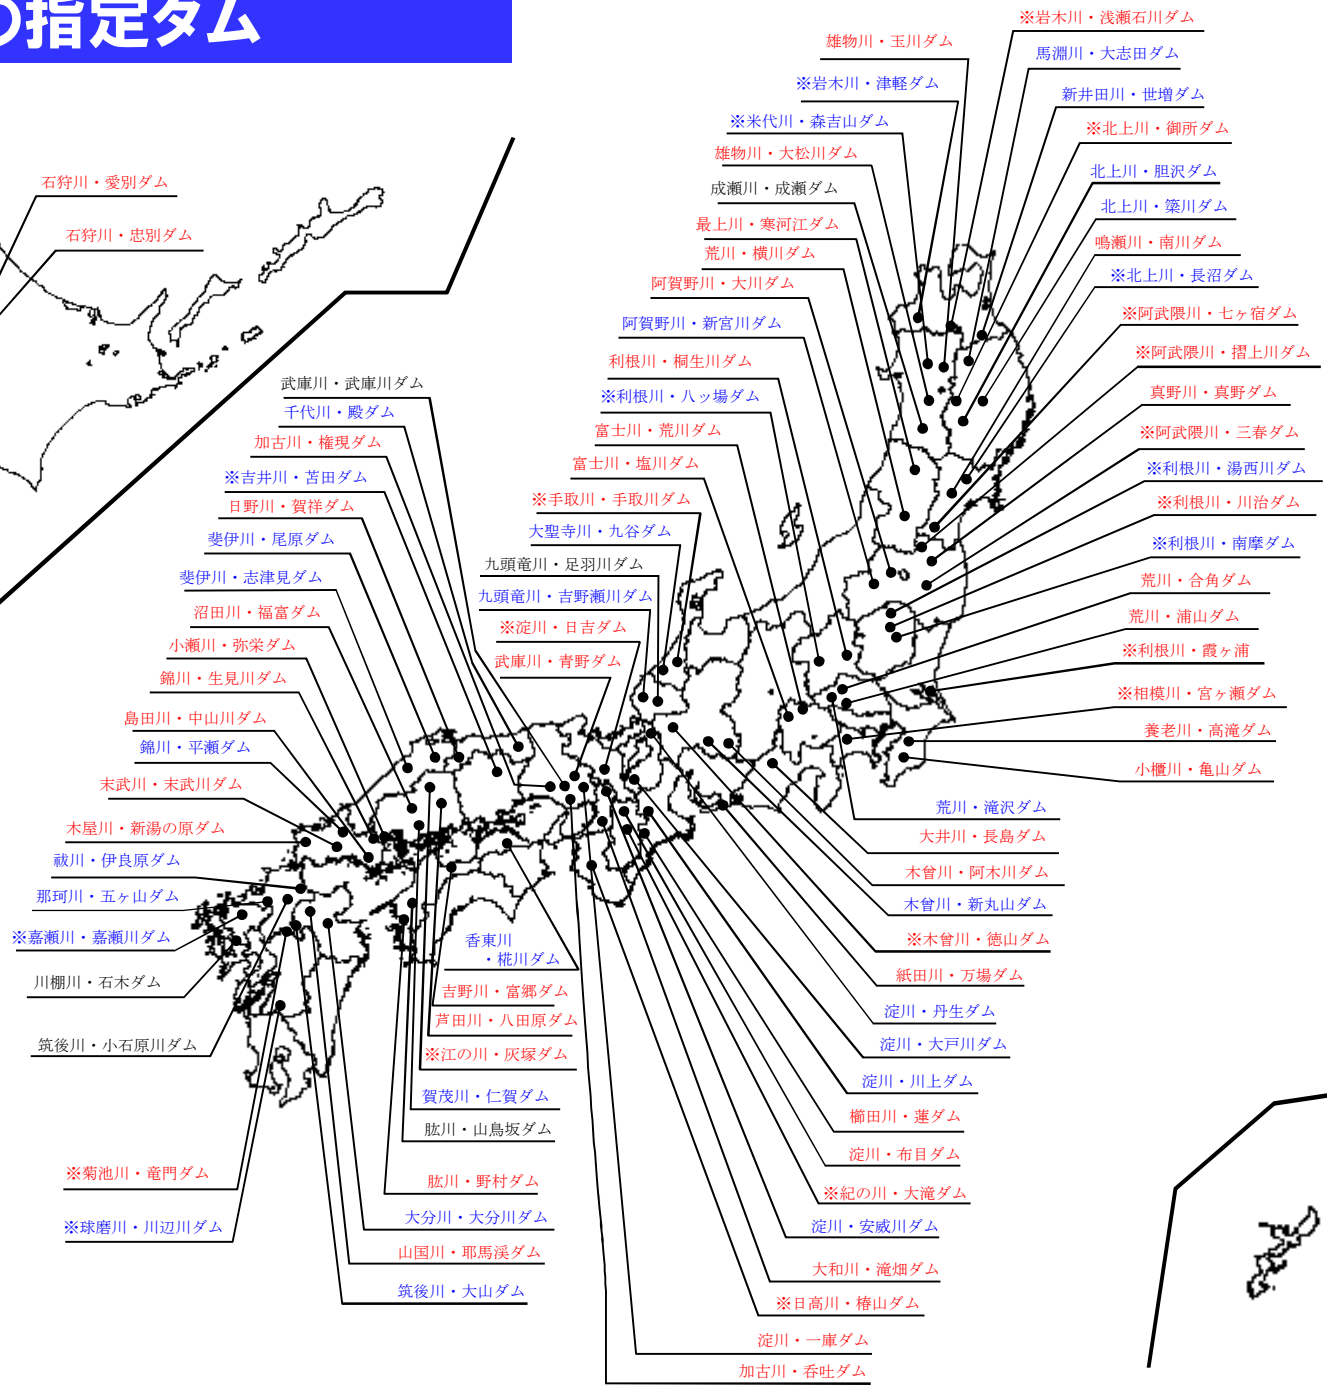 の指定ダム
石狩川・愛別ダム
石狩川・忠別ダム
※岩木川・浅瀬石川ダム
雄物川・玉川ダム
馬淵川・大志田ダム
※岩木川・津軽ダム
新井田川・世増ダム
※米代川・森吉山ダム
※北上川・御所ダム
雄物川・大松川ダム
北上川・胆沢ダム
成瀬川・成瀬ダム
北上川・簗川ダム
最上川・寒河江ダム
鳴瀬川・南川ダム
荒川・横川ダム
※北上川・長沼ダム
阿賀野川・大川ダム
※阿武隈川・七ヶ宿ダム
阿賀野川・新宮川ダム
※阿武隈川・摺上川ダム
利根川・桐生川ダム
真野川・真野ダム
※利根川・八ッ場ダム
※阿武隈川・三春ダム
富士川・荒川ダム
※利根川・湯西川ダム
富士川・塩川ダム
※利根川・川治ダム
※手取川・手取川ダム
※利根川・南摩ダム
大聖寺川・九谷ダム
荒川・合角ダム
九頭竜川・足羽川ダム
荒川・浦山ダム
九頭竜川・吉野瀬川ダム
※利根川・霞ヶ浦
※淀川・日吉ダム
※相模川・宮ヶ瀬ダム
武庫川・青野ダム
養老川・高滝ダム
小櫃川・亀山ダム
武庫川・武庫川ダム
千代川・殿ダム
加古川・権現ダム
※吉井川・苫田ダム
日野川・賀祥ダム
斐伊川・尾原ダム
斐伊川・志津見ダム
沼田川・福富ダム
小瀬川・弥栄ダム
錦川・生見川ダム
島田川・中山川ダム
錦川・平瀬ダム
末武川・末武川ダム
木屋川・新湯の原ダム
祓川・伊良原ダム
那珂川・五ヶ山ダム
※嘉瀬川・嘉瀬川ダム
川棚川・石木ダム
筑後川・小石原川ダム
※菊池川・竜門ダム
※球磨川・川辺川ダム
香東川
・椛川ダム
吉野川・富郷ダム
芦田川・八田原ダム
※江の川・灰塚ダム
賀茂川・仁賀ダム
肱川・山鳥坂ダム
肱川・野村ダム
大分川・大分川ダム
山国川・耶馬渓ダム
筑後川・大山ダム
荒川・滝沢ダム
大井川・長島ダム
木曾川・阿木川ダム
木曾川・新丸山ダム
※木曾川・徳山ダム
紙田川・万場ダム
淀川・丹生ダム
淀川・大戸川ダム
淀川・川上ダム
櫛田川・蓮ダム
淀川・布目ダム
※紀の川・大滝ダム
淀川・安威川ダム
大和川・滝畑ダム
※日高川・椿山ダム
淀川・一庫ダム
加古川・呑吐ダム